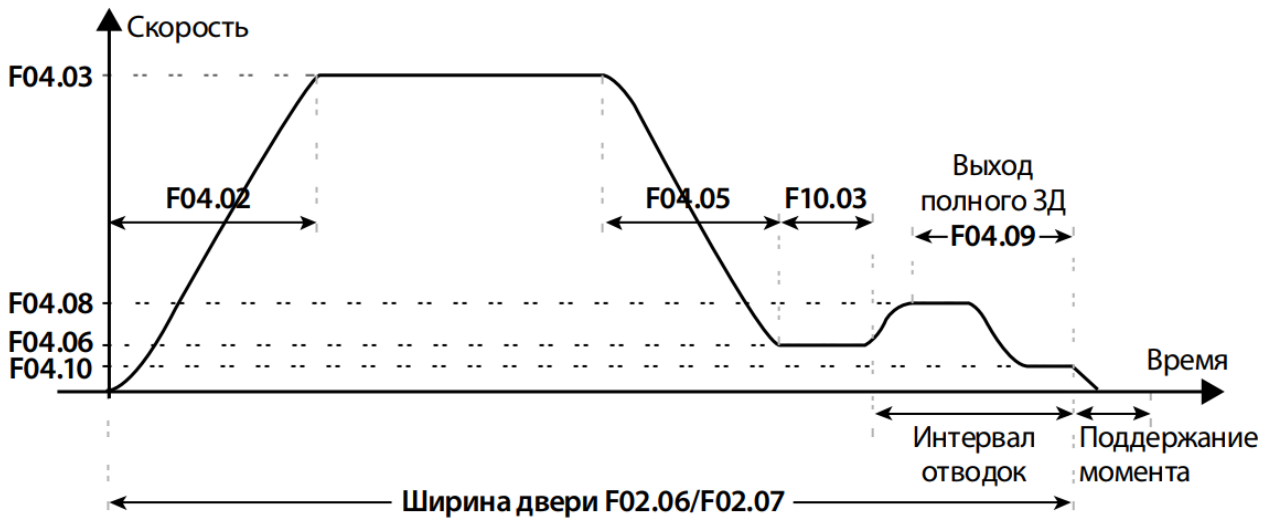 Скорость
F04.03
Выход
полного ЗД
F04.02
F04.05
F10.03
F04.09
F04.08
F04.06
F04.10
Время
Интервал
отводок
Поддержание
момента
Ширина двери F02.06/F02.07